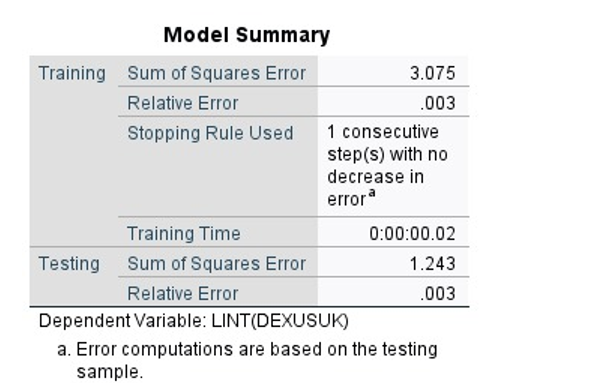 Model Summary
Training Sum of Squares Error 3.075
Relative Error .003
Stopping Rule Used 1 consecutive
step(s) with no
decrease in
error a
Training Time 0:00:00.02
Testing Sum of Squares Error 1.243
Relative Error .003
Dependent Variable: LINT(DEXUSUK)
a. Error computations are based on the testing
sample.